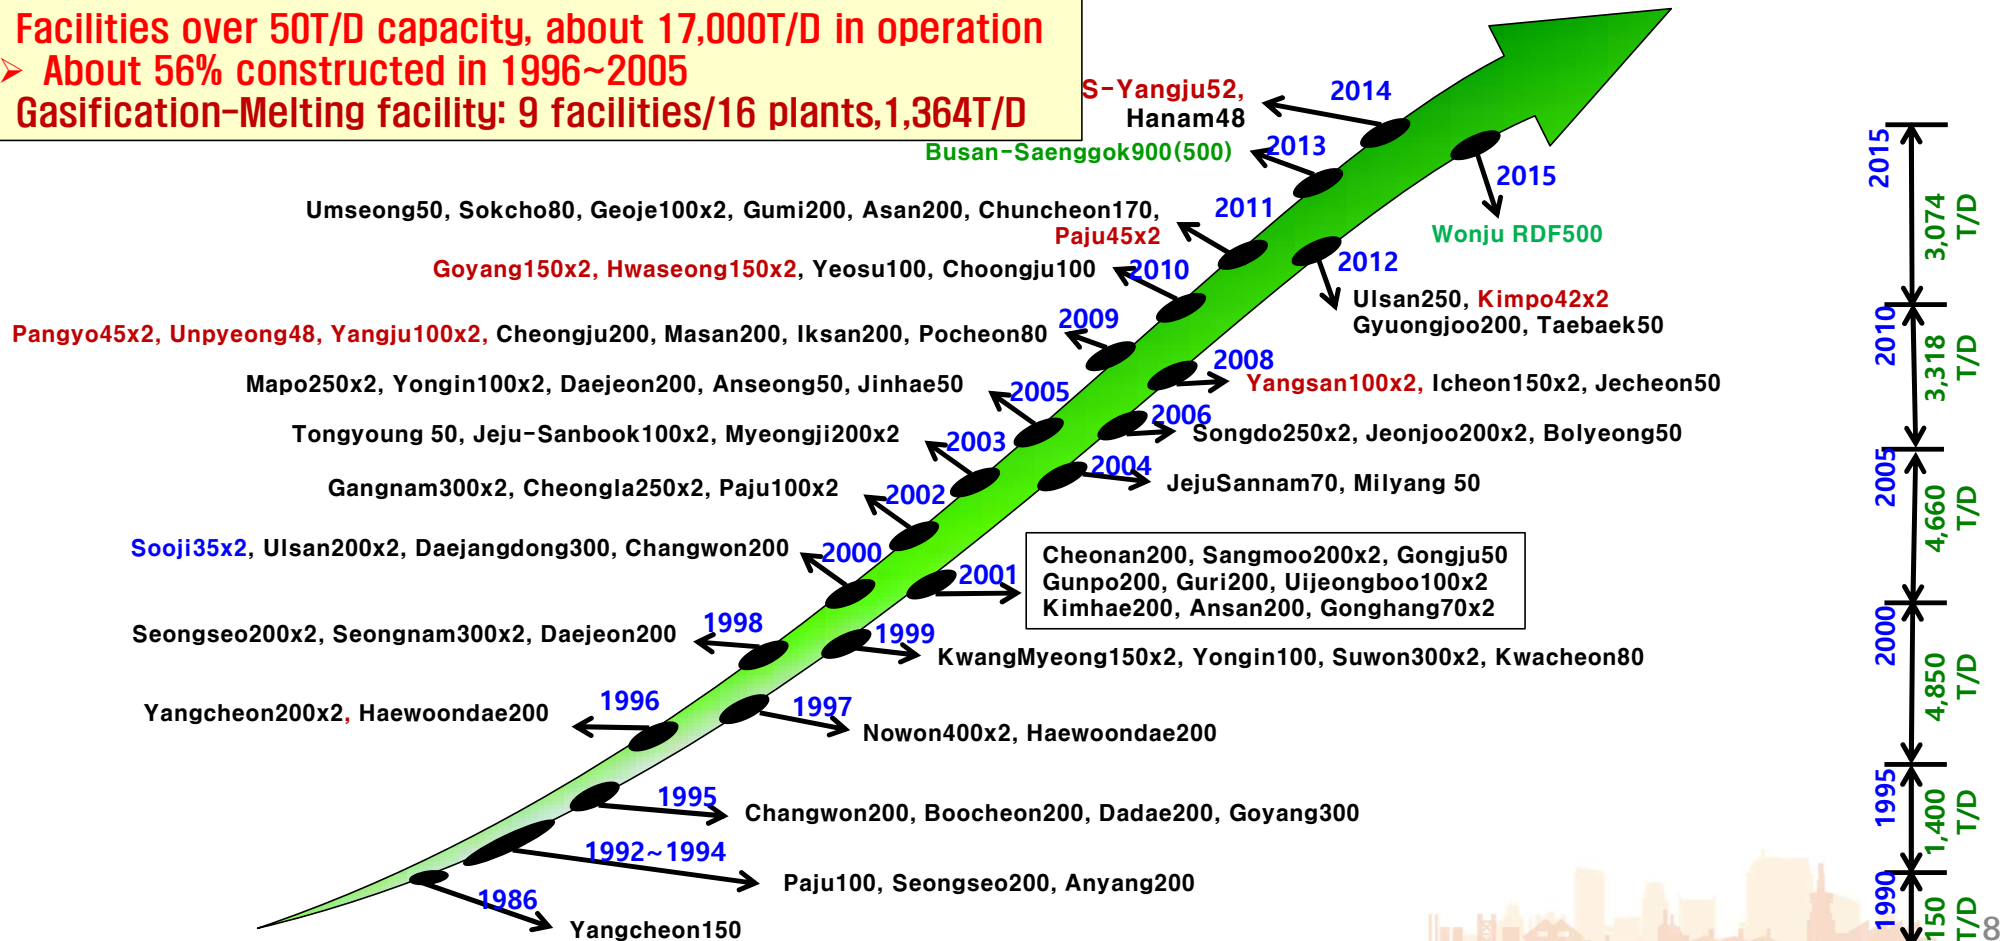 Facilities over 50T/D capacity, about 17,000T/D in operation
➢ About 56% constructed in 1996~2005
Gasification-Melting facility: 9 facilities/16 plants,1,364T/D
S-Yangju52,
Hanam48
2014
Busan-Saenggok900(500)
2013
2015
Wonju RDF500
Umseong50, Sokcho80, Geoje100x2, Gumi200, Asan200, Chuncheon170,
Paju45x2
2011
2012
Ulsan250, Kimpo42x2
Gyuongjoo200, Taebaek50
Goyang150x2, Hwaseong150x2, Yeosu100, Choongju100
2010
Pangyo45x2, Unpyeong48, Yangju100x2, Cheongju200, Masan200, Iksan200, Pocheon80
2009
2008
Yangsan100x2, Icheon150x2, Jecheon50
Mapo250x2, Yongin100x2, Daejeon200, Anseong50, Jinhae50
2005
2006
Songdo250x2, Jeonjoo200x2, Bolyeong50
Tongyoung 50, Jeju-Sanbook100x2, Myeongji200x2
2003
2004
JejuSannam70, Milyang 50
Gangnam300x2, Cheongla250x2, Paju100x2
2002
Sooji35x2, Ulsan200x2, Daejangdong300, Changwon200
2000
2001
Cheonan200, Sangmoo200x2, Gongju50
Gunpo200, Guri200, Uijeongboo100x2
Kimhae200, Ansan200, Gonghang70x2
Seongseo200x2, Seongnam300x2, Daejeon200
1998
1999
KwangMyeong150x2, Yongin100, Suwon300x2, Kwacheon80
Yangcheon200x2, Haewoondae200
1996
1997
Nowon400x2, Haewoondae200
1995
Changwon200, Boocheon200, Dadae200, Goyang300
1992~1994
Paju100, Seongseo200, Anyang200
1986
Yangcheon150
2015
3,074
T/D
2010
3,318
T/D
2005
4,660
T/D
2000
4,850
T/D
1995
1,400
T/D
1990
150
T/D
8